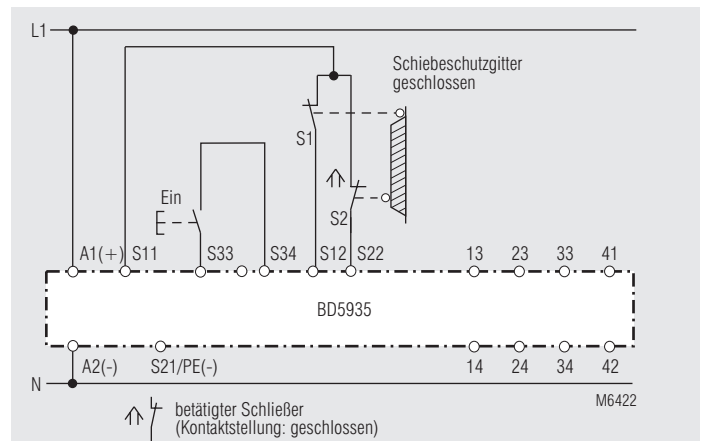 L1
Schiebeschutzgitter
geschlossen
S1
Ein
S2
A1(+) S11 S33 S34 S12 S22 13 23 33 41
BD5935
A2(-) S21/PE(-) 14 24 34 42
N
M6422
betätigter Schließer
(Kontaktstellung: geschlossen)